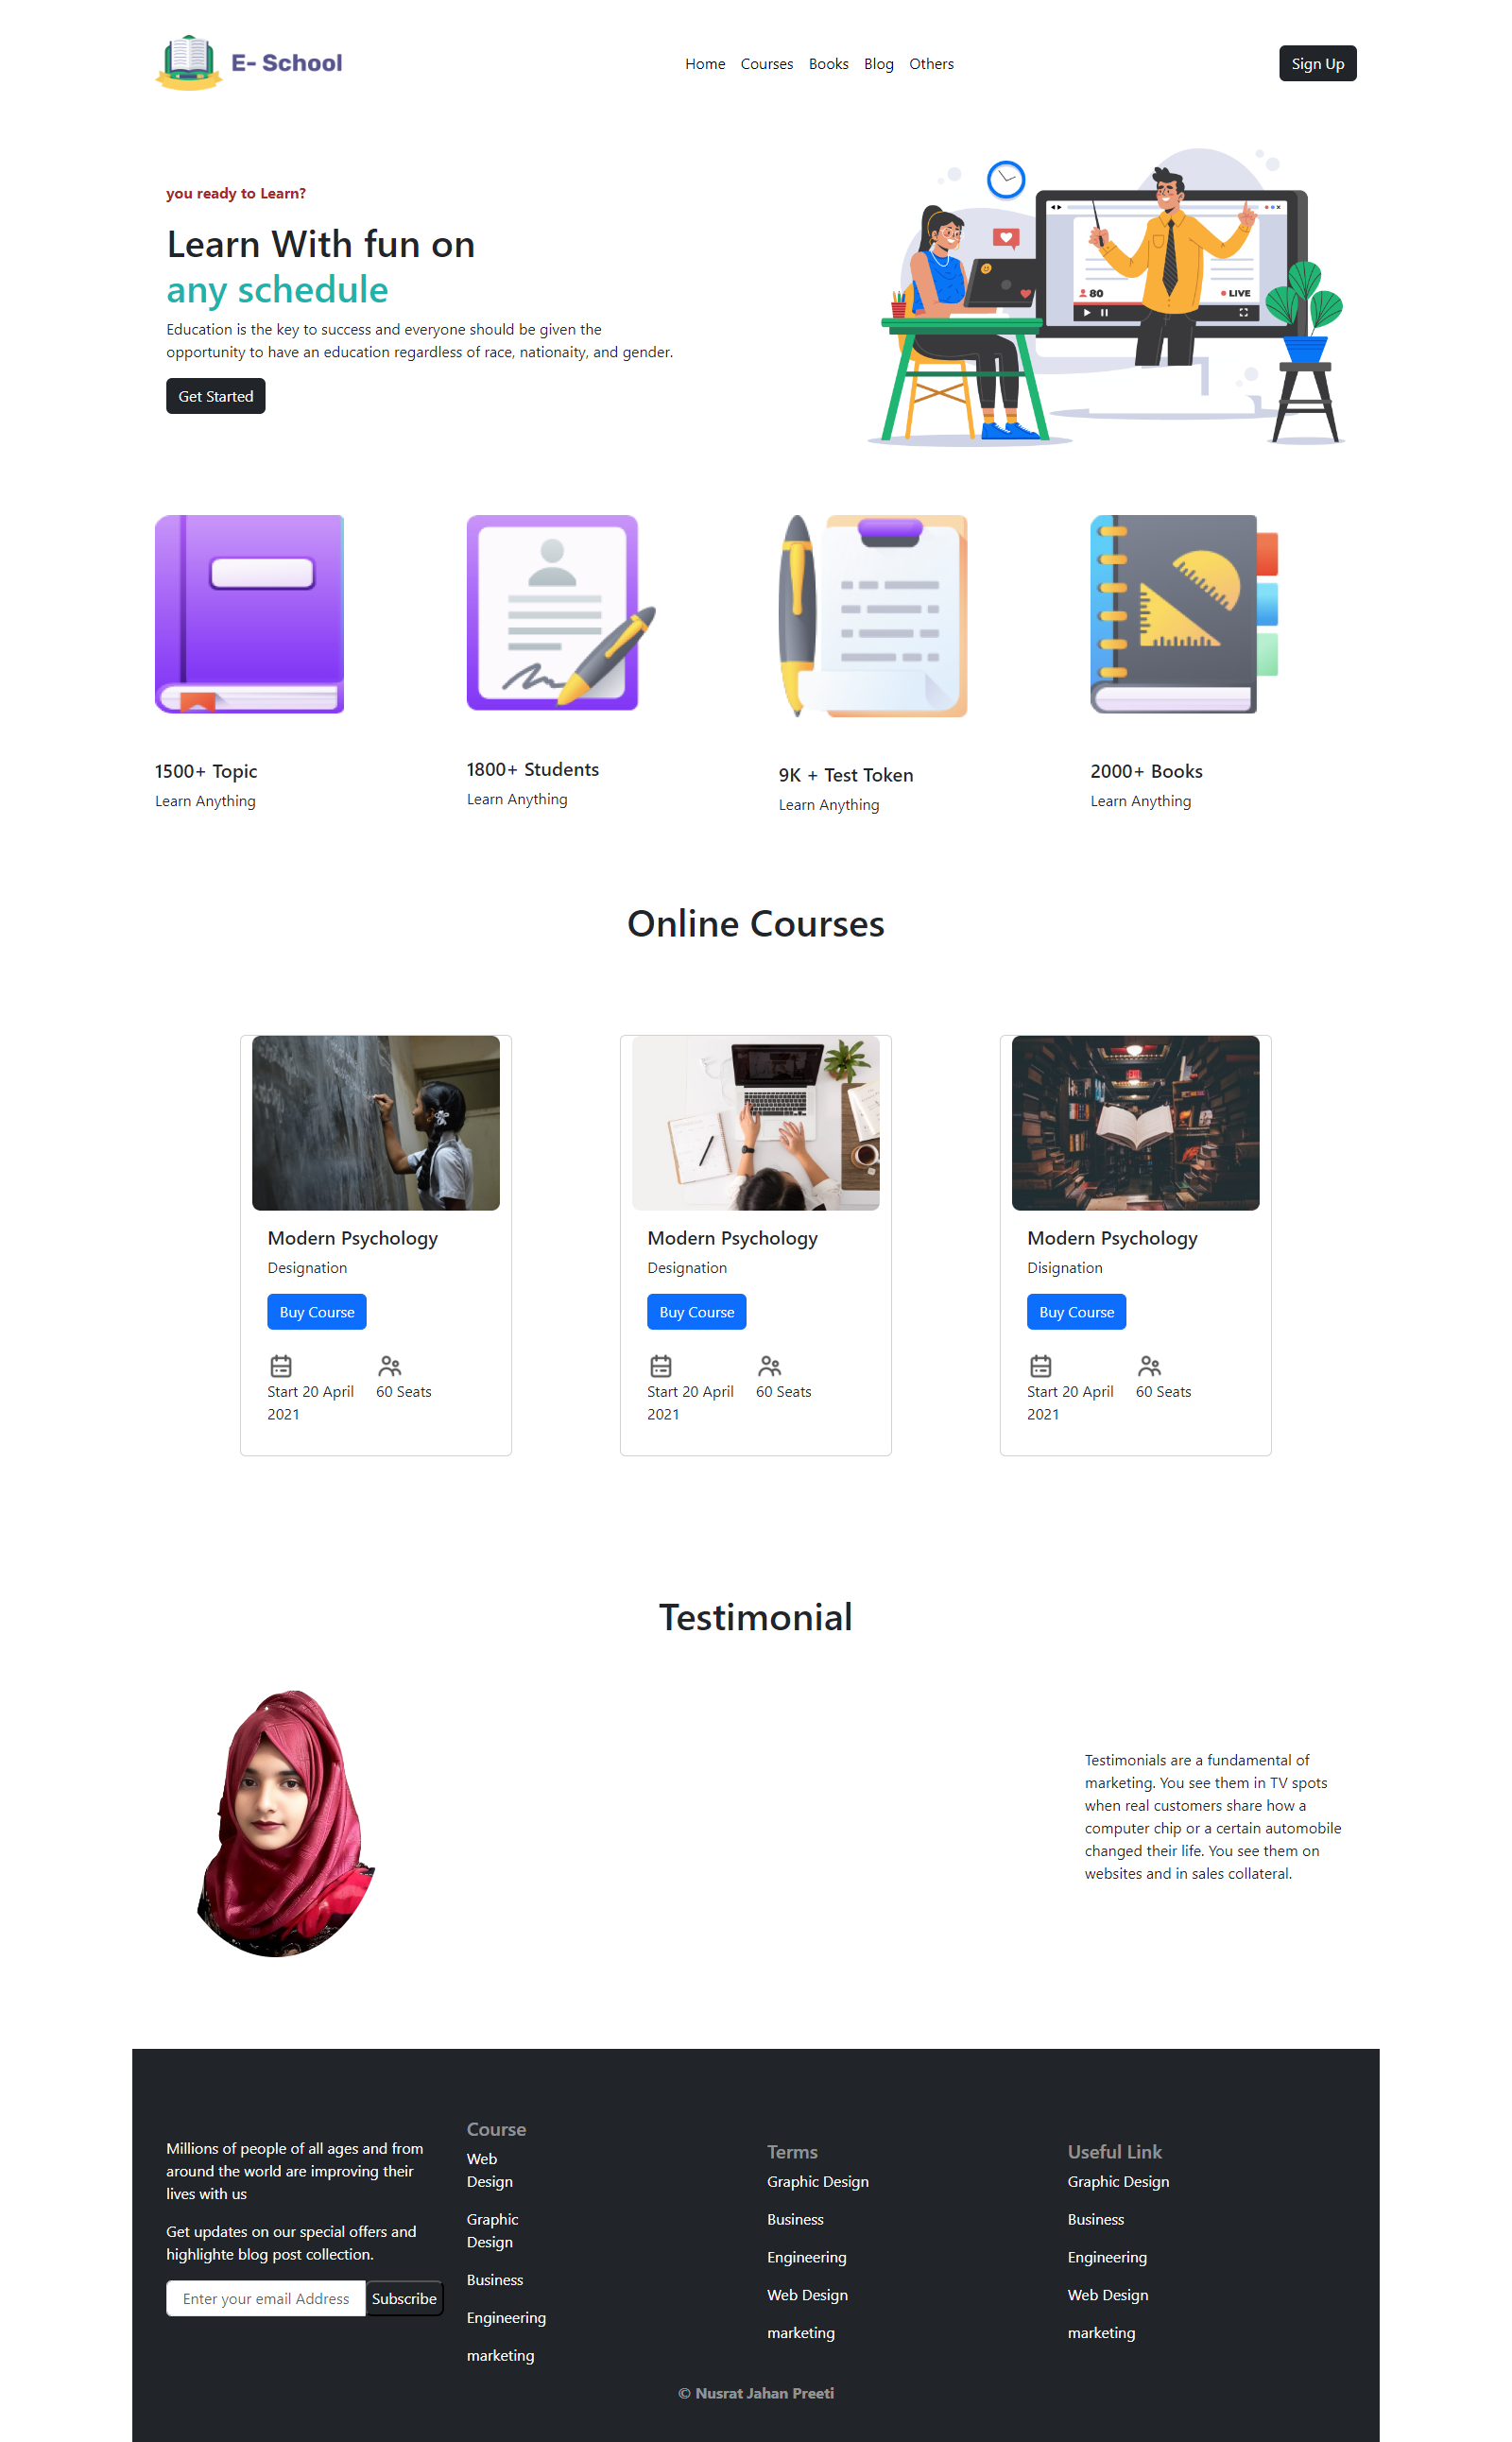 E- School
Home Courses Books Blog Others
Sign Up
you ready to Learn?
Learn With fun on
any schedule
Education is the key to success and everyone should be given the
opportunity to have an education regardless of race, nationaity, and gender.
Get Started
80
LIVE
1500+ Topic
Learn Anything
1800+ Students
Learn Anything
9K + Test Token
Learn Anything
2000+ Books
Learn Anything
Online Courses
Modern Psychology
Designation
Buy Course
Start 20 April
2021
60 Seats
Modern Psychology
Designation
Buy Course
Start 20 April
2021
60 Seats
Modern Psychology
Disignation
Buy Course
Start 20 April
2021
60 Seats
Testimonial
Testimonials are a fundamental of
marketing. You see them in TV spots
when real customers share how a
computer chip or a certain automobile
changed their life. You see them on
websites and in sales collateral.
Millions of people of all ages and from
around the world are improving their
lives with us
Get updates on our special offers and
highlighte blog post collection.
Enter your email Address
Subscribe
Course
Web
Design
Graphic
Design
Business
Engineering
marketing
Terms
Graphic Design
Business
Engineering
Web Design
marketing
Useful Link
Graphic Design
Business
Engineering
Web Design
marketing
© Nusrat Jahan Preeti